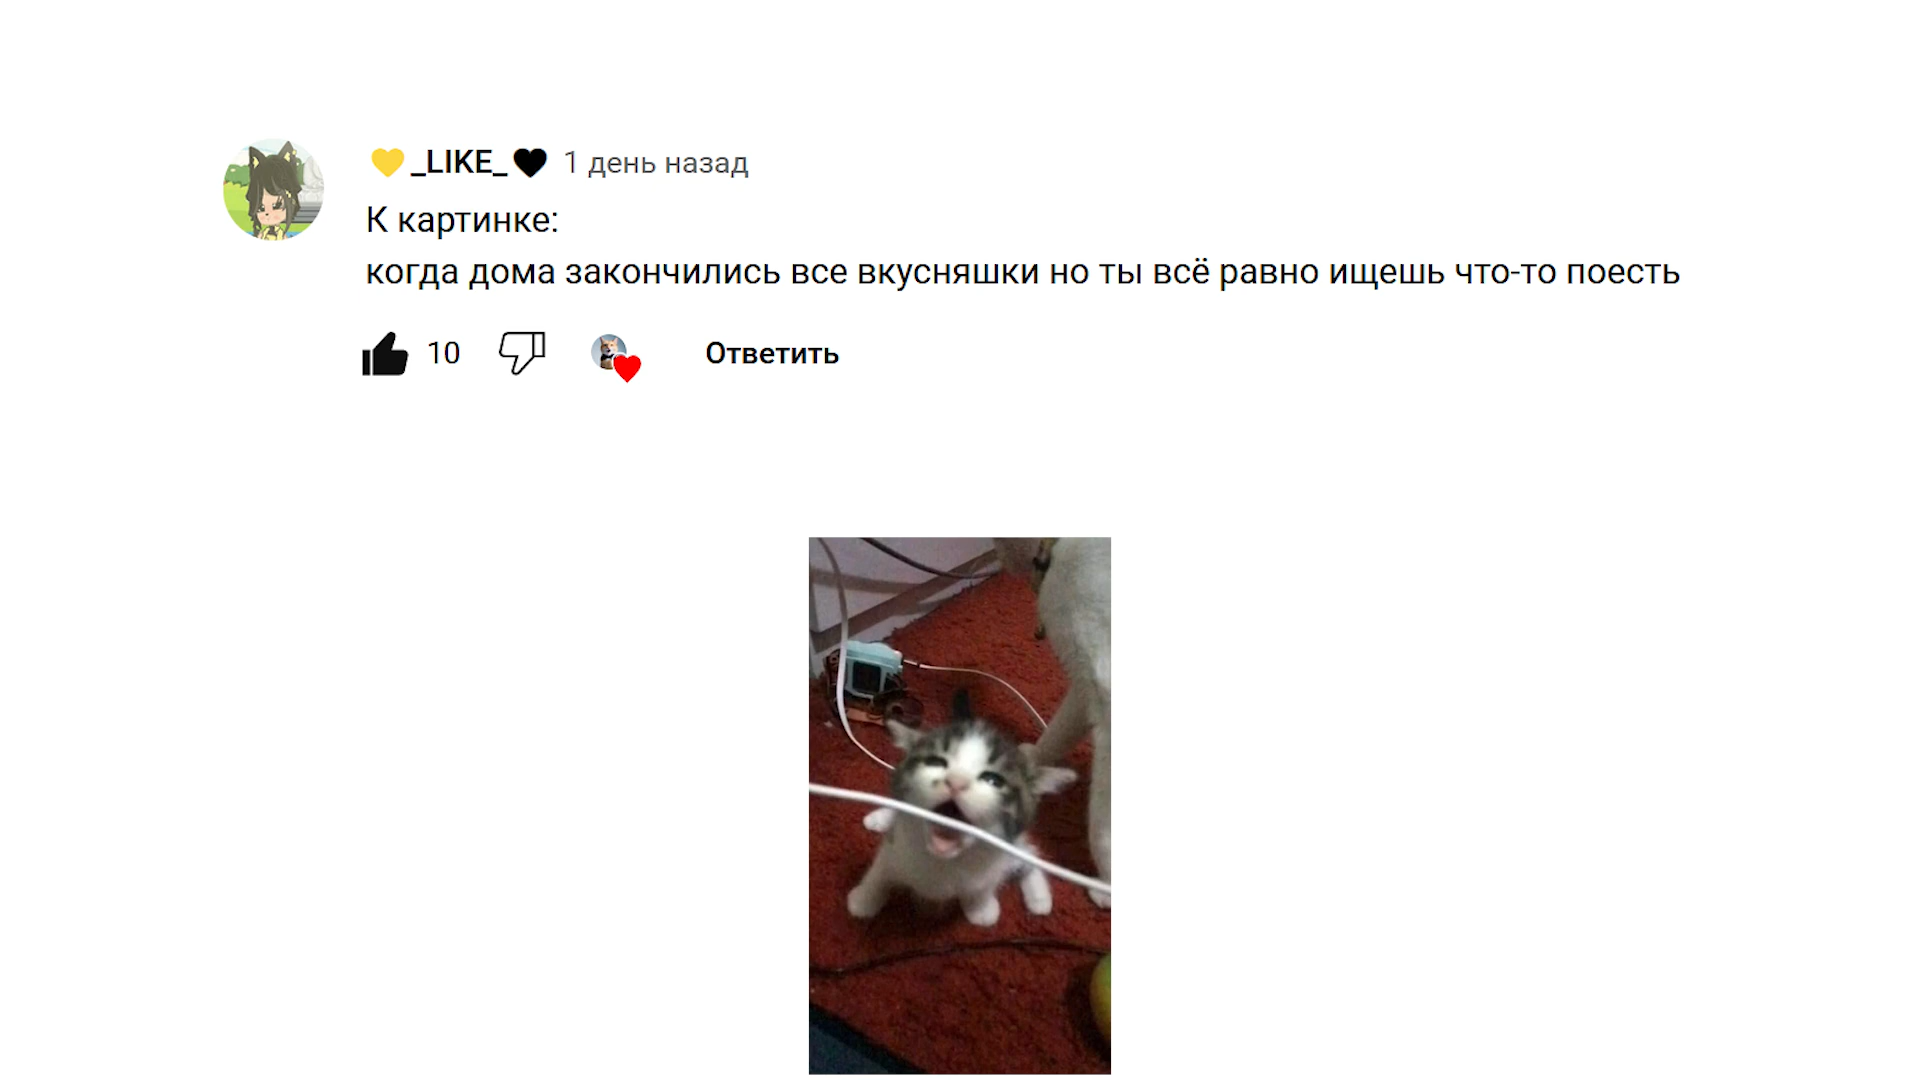 💛_LIKE_🖤 1 день назад
К картинке:
когда дома закончились все вкусняшки но ты всё равно ищешь что-то поесть
10 Ответить